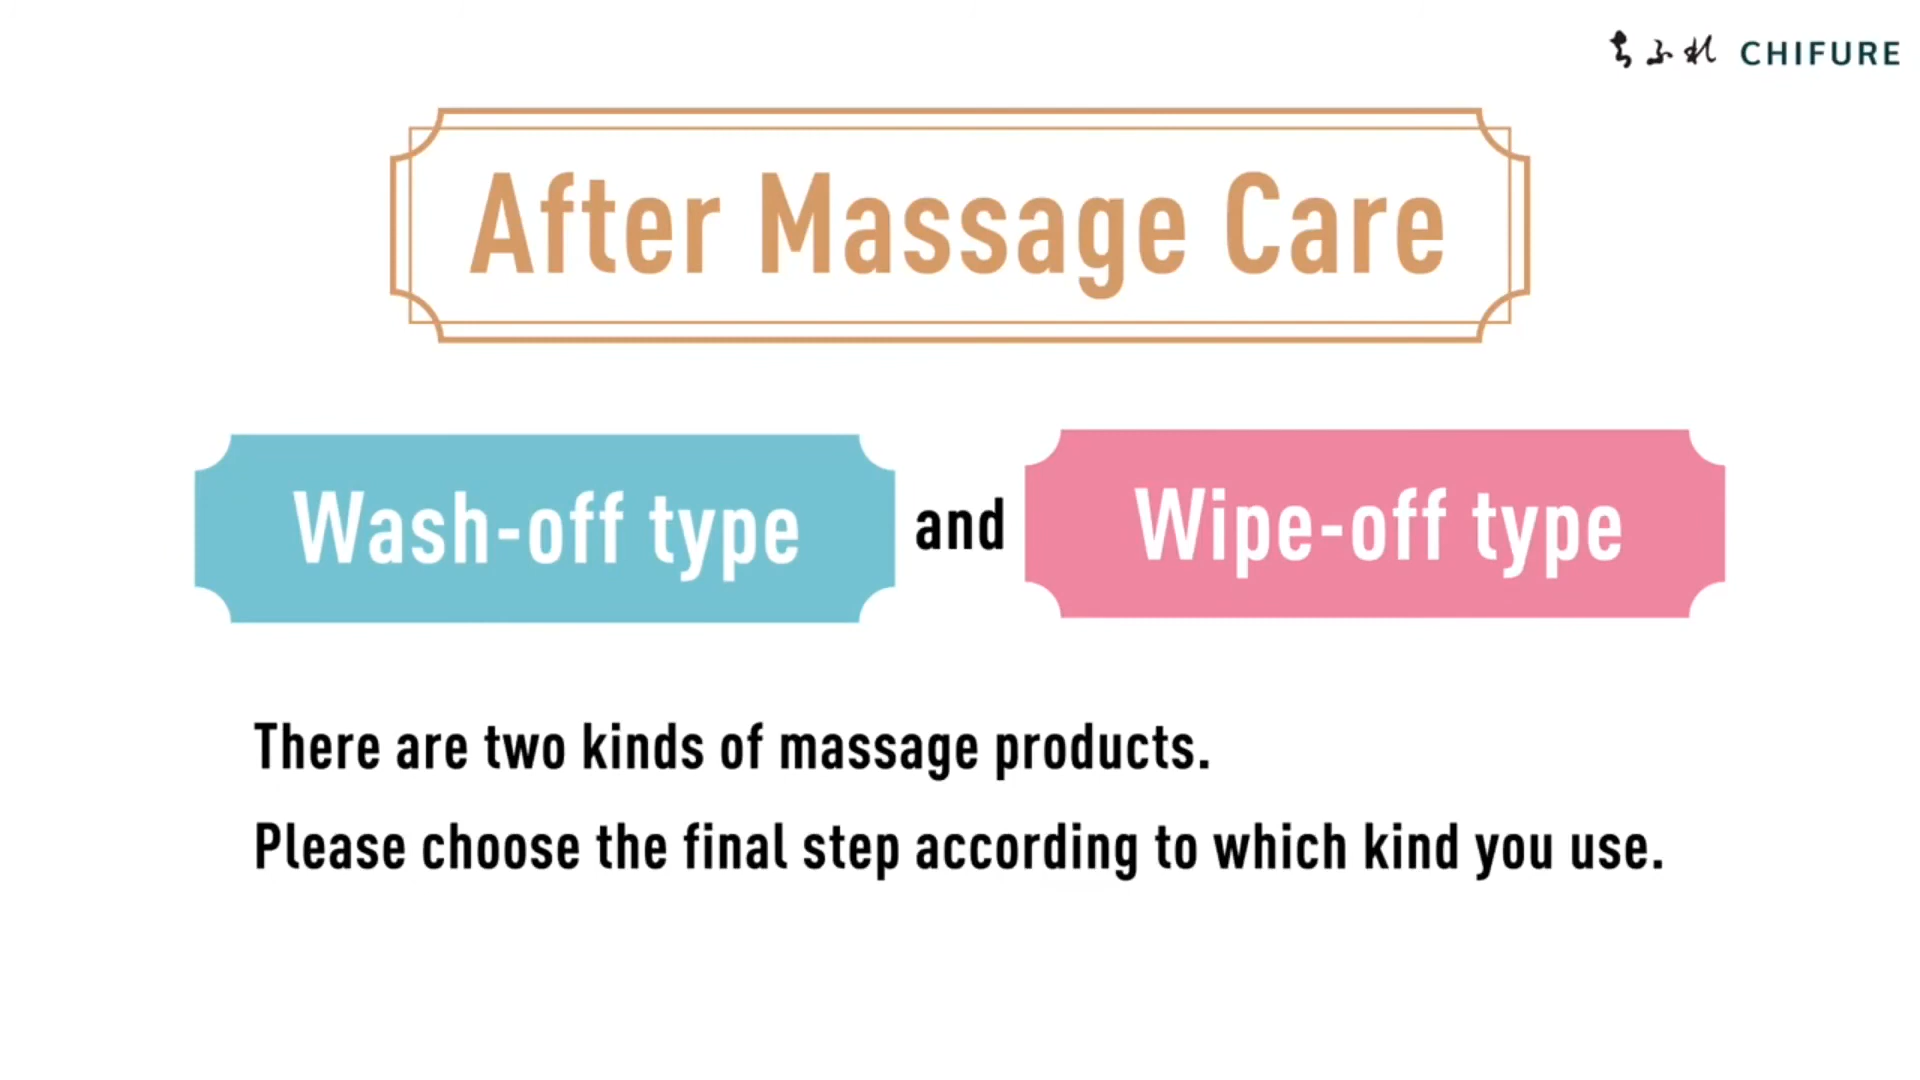 ちふれ CHIFURE
After Massage Care
Wash-off type and Wipe-off type
There are two kinds of massage products.
Please choose the final step according to which kind you use.